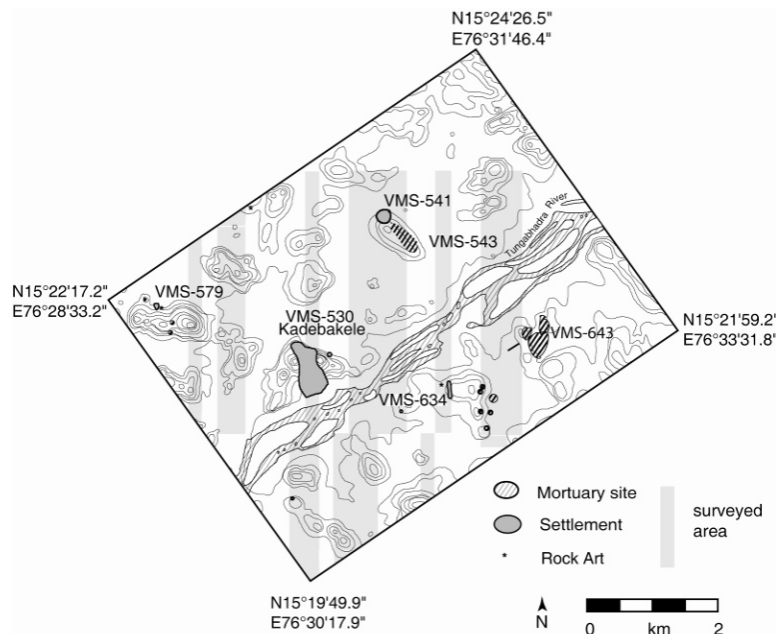 N15°24'26.5"
E76°31'46.4"
VMS-541
VMS-543
Tungabhadra River
N15°22'17.2"
E76°28'33.2"
VMS-579
VMS-530
Kadebakele
N15°21'59.2"
E76°33'31.8"
VMS-643
VMS-634
Mortuary site
Settlement
Rock Art
surveyed
area
N15°19'49.9"
E76°30'17.9"
N
0 km 2